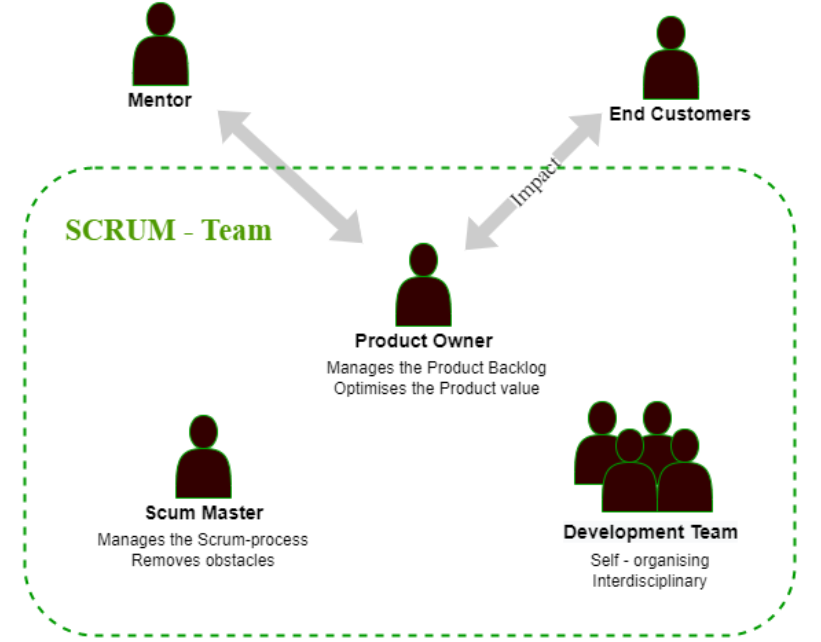 Mentor
End Customers
Impact
SCRUM - Team
Product Owner
Manages the Product Backlog
Optimises the Product value
Scum Master
Manages the Scrum-process
Removes obstacles
Development Team
Self - organising
Interdisciplinary